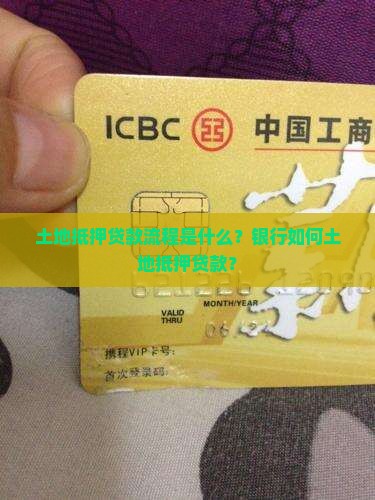 ICBC 中国工商
土地抵押贷款流程是什么？银行如何土
地抵押贷款？
MONTH/YEAR
VALID
THRU
携程VIP卡号:
首次登录码: